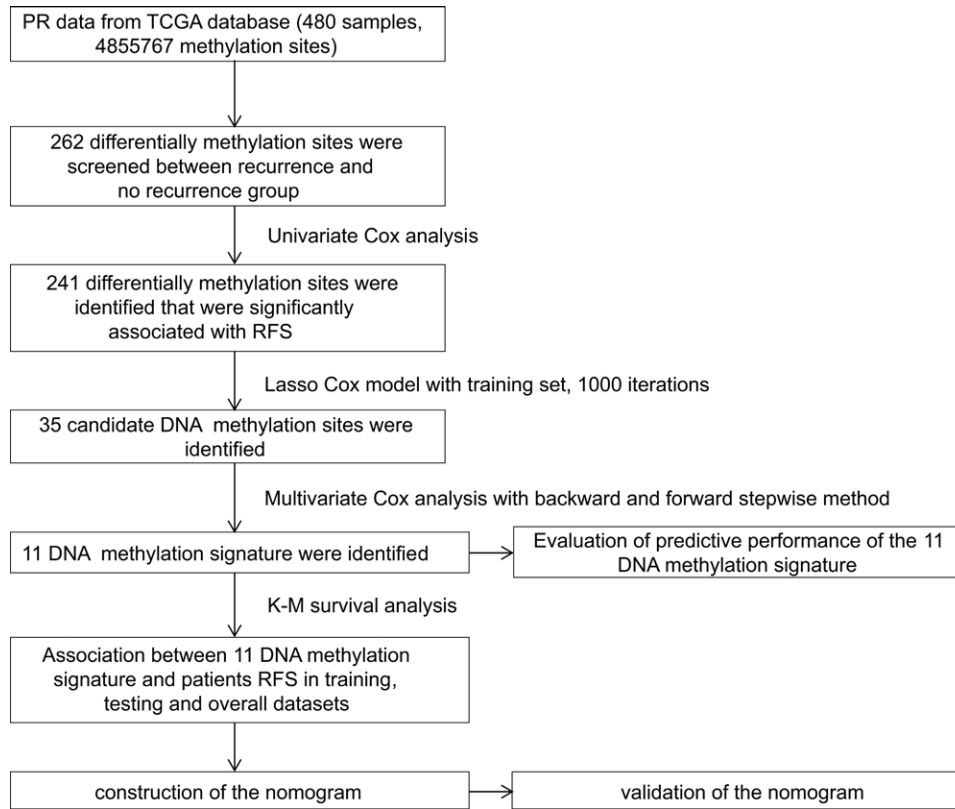 PR data from TCGA database (480 samples,
4855767 methylation sites)
262 differentially methylation sites were
screened between recurrence and
no recurrence group
Univariate Cox analysis
241 differentially methylation sites were
identified that were significantly
associated with RFS
Lasso Cox model with training set, 1000 iterations
35 candidate DNA methylation sites were
identified
Multivariate Cox analysis with backward and forward stepwise method
11 DNA methylation signature were identified
Evaluation of predictive performance of the 11
DNA methylation signature
K-M survival analysis
Association between 11 DNA methylation
signature and patients RFS in training,
testing and overall datasets
construction of the nomogram
validation of the nomogram